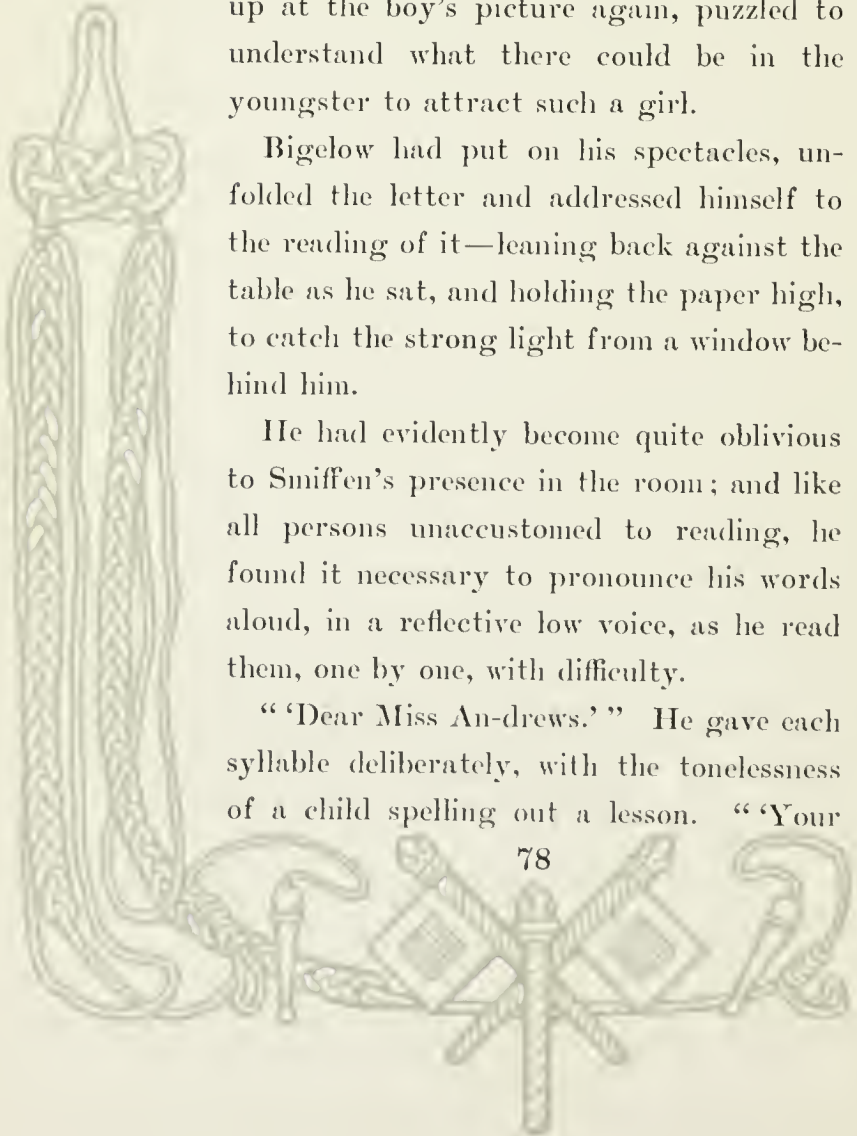 up at the boy's picture again, puzzled to
understand what there could be in the
youngster to attract such a girl.
Bigelow had put on his spectacles, un-
folded the letter and addressed himself to
the reading of it—leaning back against the
table as he sat, and holding the paper high,
to catch the strong light from a window be-
hind him.
He had evidently become quite oblivious
to Smiffen's presence in the room; and like
all persons unaccustomed to reading, he
found it necessary to pronounce his words
aloud, in a reflective low voice, as he read
them, one by one, with difficulty.
“ ‘Dear Miss An-drews.’ ” He gave each
syllable deliberately, with the tonelessness
of a child spelling out a lesson. “ ‘Your
78